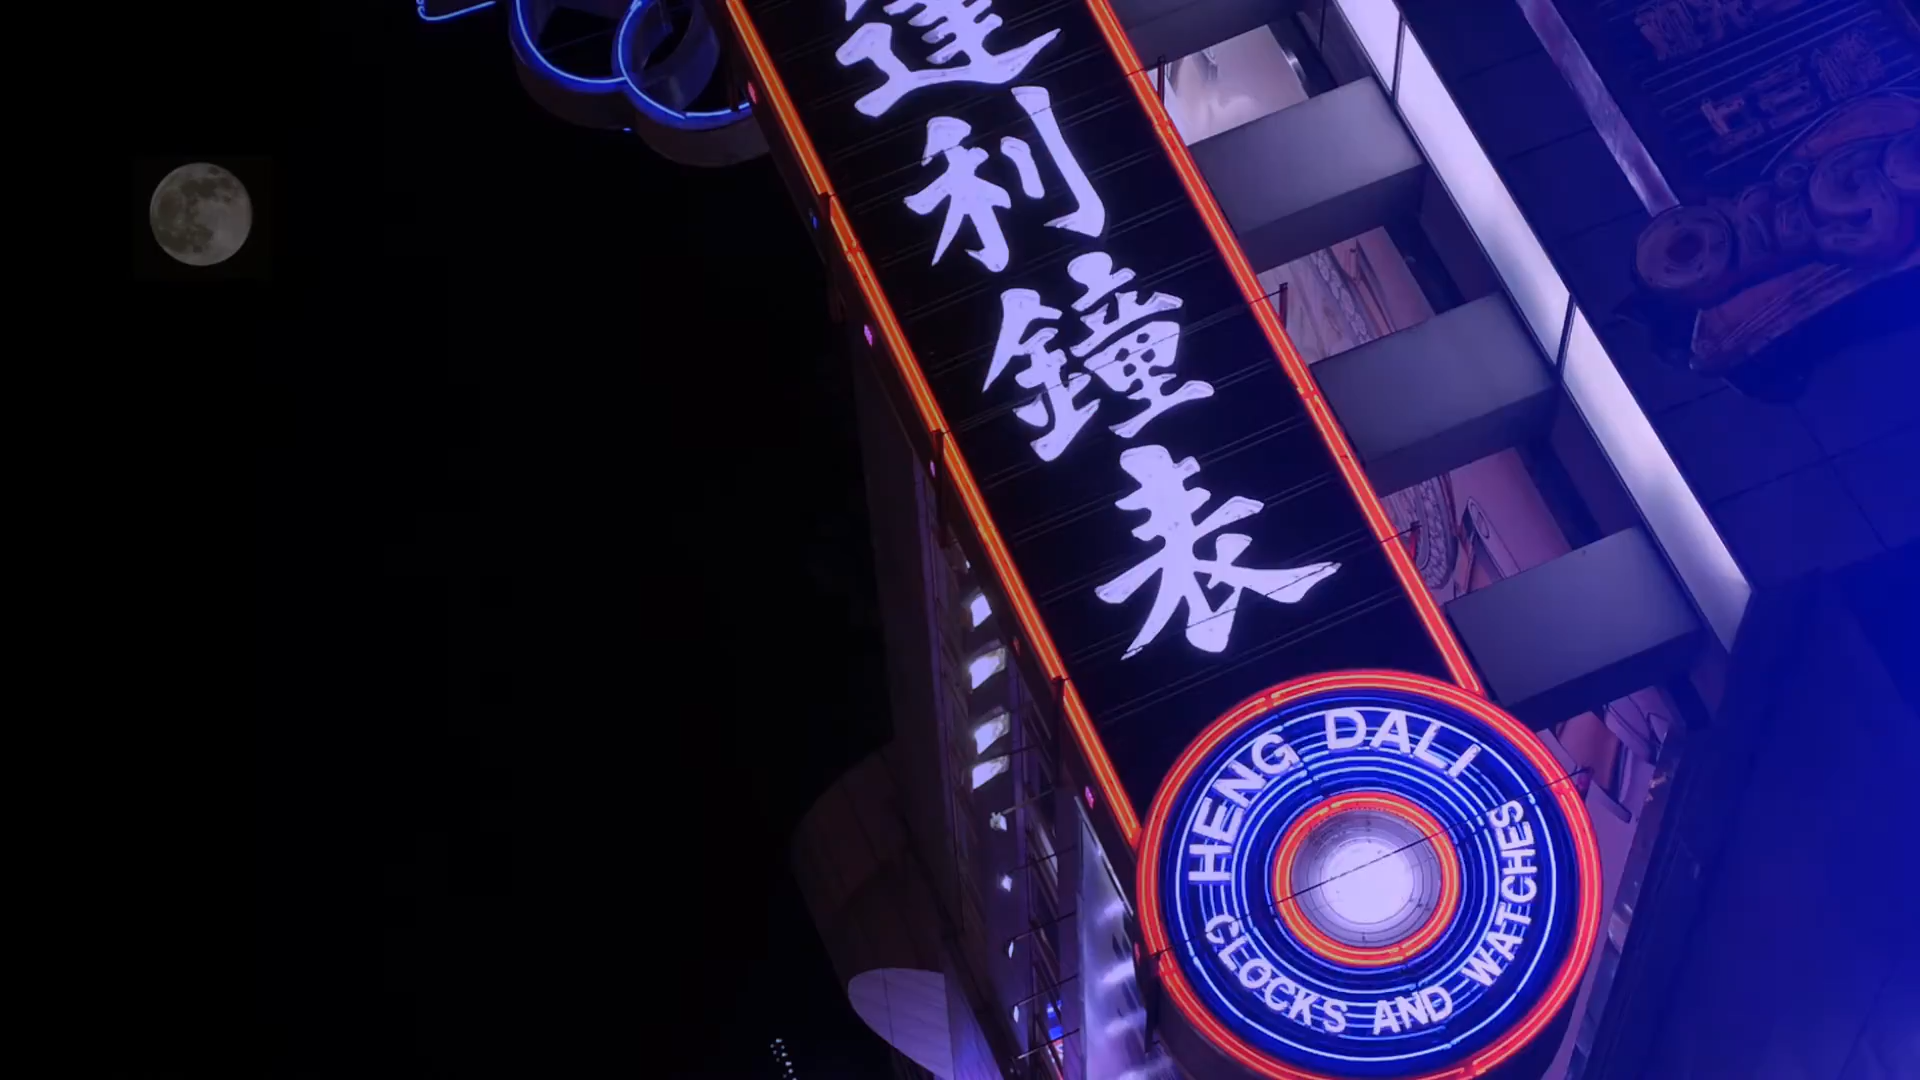 達利鐘表
HENG DALI
CLOCKS AND WATCHES